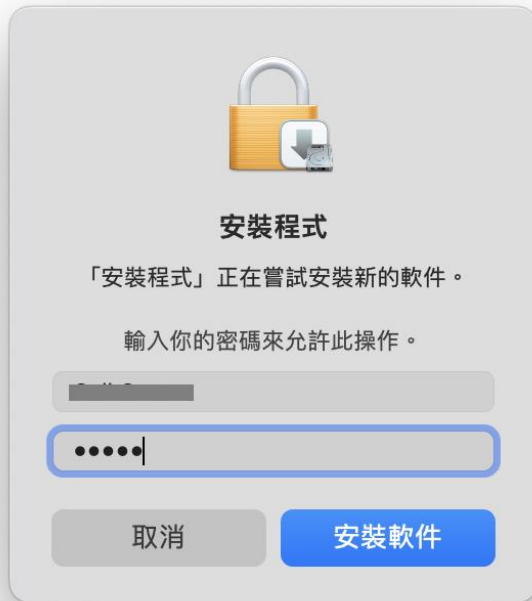 安裝程式
「安裝程式」正在嘗試安裝新的軟件。
輸入你的密碼來允許此操作。
•••••
取消
安裝軟件